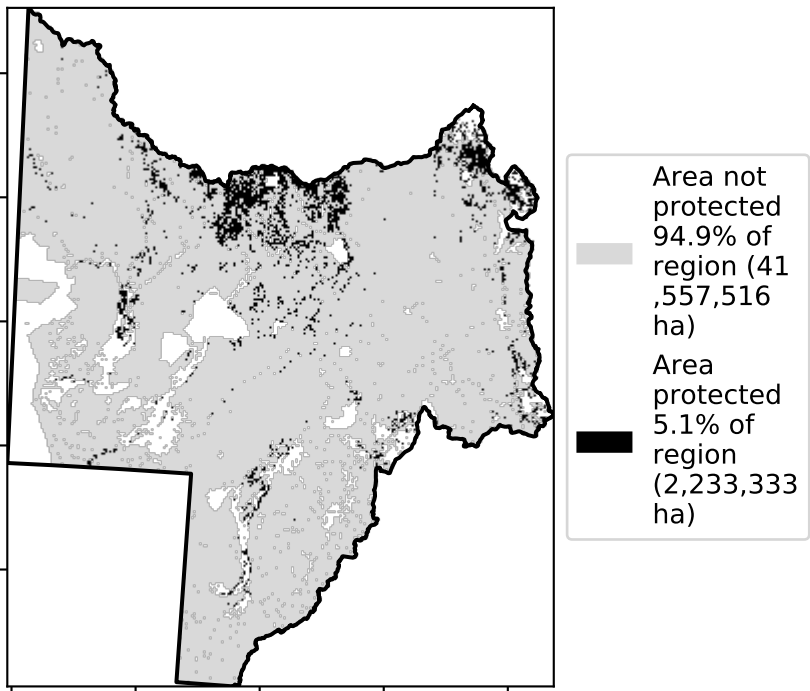 Area not
protected
94.9% of
region (41
,557,516
ha)
Area
protected
5.1% of
region
(2,233,333
ha)